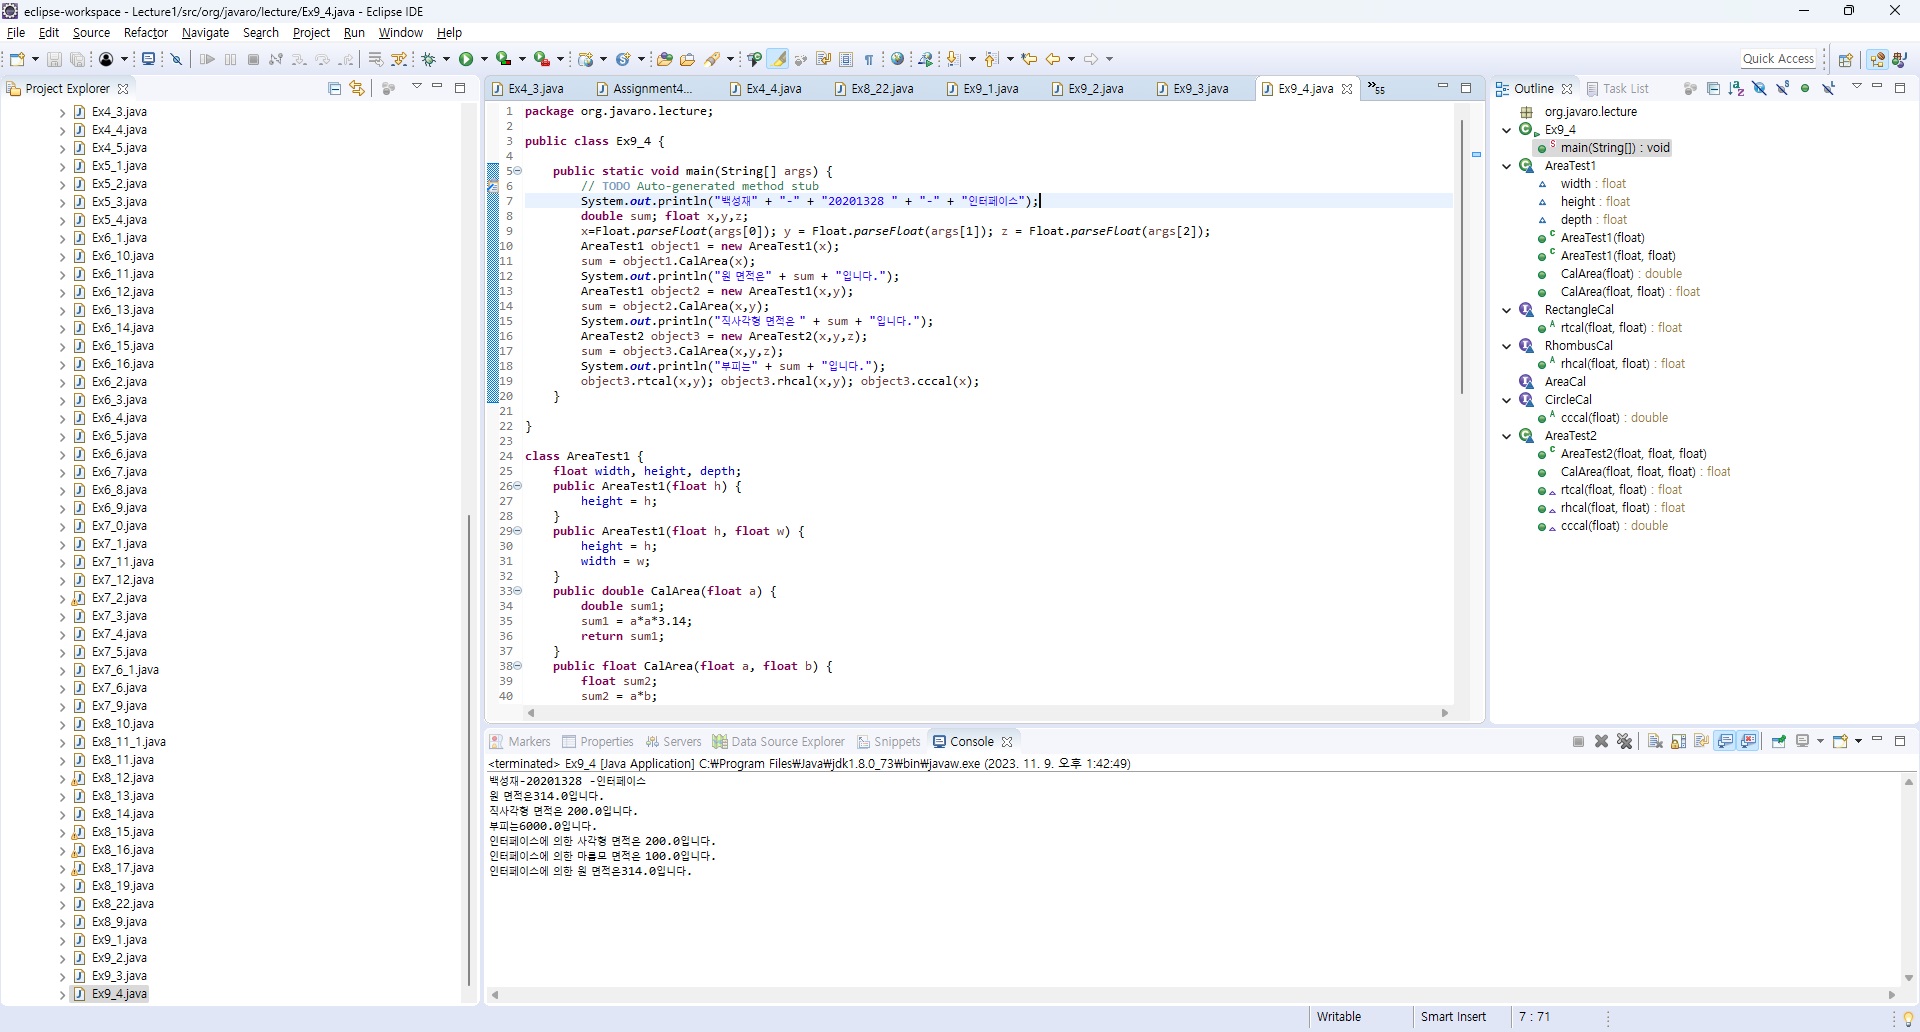 eclipse-workspace - Lecture1/src/org/javaro/lecture/Ex9_4.java - Eclipse IDE
File Edit Source Refactor Navigate Search Project Run Window Help
Quick Access
Project Explorer
Ex4_3.java
Ex4_4.java
Ex4_5.java
Ex5_1.java
Ex5_2.java
Ex5_3.java
Ex5_4.java
Ex6_1.java
Ex6_10.java
Ex6_11.java
Ex6_12.java
Ex6_13.java
Ex6_14.java
Ex6_15.java
Ex6_16.java
Ex6_2.java
Ex6_3.java
Ex6_4.java
Ex6_5.java
Ex6_6.java
Ex6_7.java
Ex6_8.java
Ex6_9.java
Ex7_0.java
Ex7_1.java
Ex7_11.java
Ex7_12.java
Ex7_2.java
Ex7_3.java
Ex7_4.java
Ex7_5.java
Ex7_6_1.java
Ex7_6.java
Ex7_9.java
Ex8_10.java
Ex8_11_1.java
Ex8_11.java
Ex8_12.java
Ex8_13.java
Ex8_14.java
Ex8_15.java
Ex8_16.java
Ex8_17.java
Ex8_19.java
Ex8_22.java
Ex8_9.java
Ex9_1.java
Ex9_2.java
Ex9_3.java
Ex9_4.java
Ex4_3.java Assignment4... Ex4_4.java Ex8_22.java Ex9_1.java Ex9_2.java Ex9_3.java Ex9_4.java »55
1 package org.javaro.lecture;
2
3 public class Ex9_4 {
4
5 public static void main(String[] args) {
6 // TODO Auto-generated method stub
7 System.out.println("백성재" + "-" + "20201328 " + "-" + "인터페이스");
8 double sum; float x,y,z;
9 x=Float.parseFloat(args[0]); y = Float.parseFloat(args[1]); z = Float.parseFloat(args[2]);
10 AreaTest1 object1 = new AreaTest1(x);
11 sum = object1.CalArea(x);
12 System.out.println("원 면적은" + sum + "입니다.");
13 AreaTest1 object2 = new AreaTest1(x,y);
14 sum = object2.CalArea(x,y);
15 System.out.println("직사각형 면적은 " + sum + "입니다.");
16 AreaTest2 object3 = new AreaTest2(x,y,z);
17 sum = object3.CalArea(x,y,z);
18 System.out.println("부피는" + sum + "입니다.");
19 object3.rtcal(x,y); object3.rhcal(x,y); object3.cccal(x);
20 }
21
22 }
23
24 class AreaTest1 {
25 float width, height, depth;
26 public AreaTest1(float h) {
27 height = h;
28 }
29 public AreaTest1(float h, float w) {
30 height = h;
31 width = w;
32 }
33 public double CalArea(float a) {
34 double sum1;
35 sum1 = a*a*3.14;
36 return sum1;
37 }
38 public float CalArea(float a, float b) {
39 float sum2;
40 sum2 = a*b;
Outline Task List
org.javaro.lecture
Ex9_4
main(String[]) : void
AreaTest1
width : float
height : float
depth : float
AreaTest1(float)
AreaTest1(float, float)
CalArea(float) : double
CalArea(float, float) : float
RectangleCal
rtcal(float, float) : float
RhombusCal
rhcal(float, float) : float
AreaCal
CircleCal
cccal(float) : double
AreaTest2
AreaTest2(float, float, float)
CalArea(float, float, float) : float
rtcal(float, float) : float
rhcal(float, float) : float
cccal(float) : double
Markers Properties Servers Data Source Explorer Snippets Console
<terminated> Ex9_4 [Java Application] C:₩Program Files₩Java₩jdk1.8.0_73₩bin₩javaw.exe (2023. 11. 9. 오후 1:42:49)
백성재-20201328 -인터페이스
원 면적은314.0입니다.
직사각형 면적은 200.0입니다.
부피는6000.0입니다.
인터페이스에 의한 사각형 면적은 200.0입니다.
인터페이스에 의한 마름모 면적은 100.0입니다.
인터페이스에 의한 원 면적은314.0입니다.
Writable Smart Insert 7 : 71